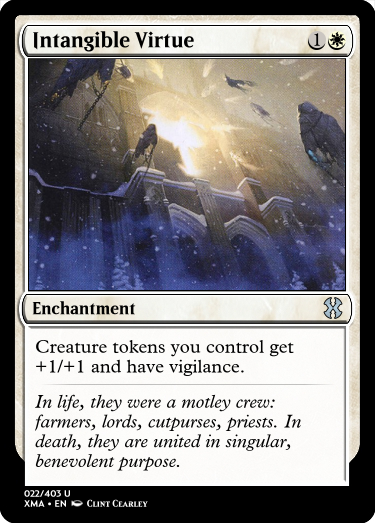 Intangible Virtue 1
Enchantment
Creature tokens you control get
+1/+1 and have vigilance.
In life, they were a motley crew:
farmers, lords, cutpurses, priests. In
death, they are united in singular,
benevolent purpose.
022/403 U
XMA • EN Clint Cearley